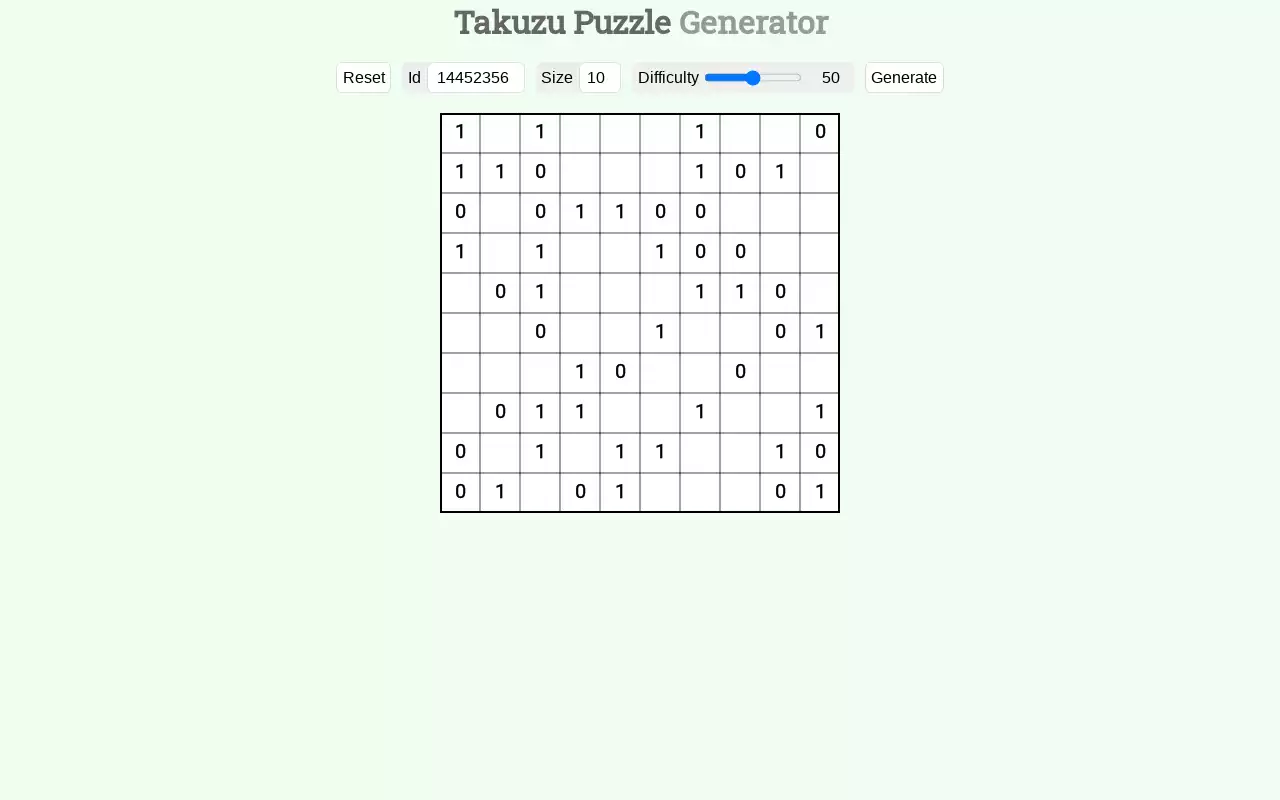 Takuzu Puzzle Generator
Reset Id 14452356 Size 10 Difficulty 50 Generate
1 1 1 0
1 1 0 1 0 1
0 0 1 1 0 0
1 1 1 0 0
0 1 1 1 0
0 1 0 1
1 0 0
0 1 1 1 1
0 1 1 1 1 0
0 1 0 1 0 1